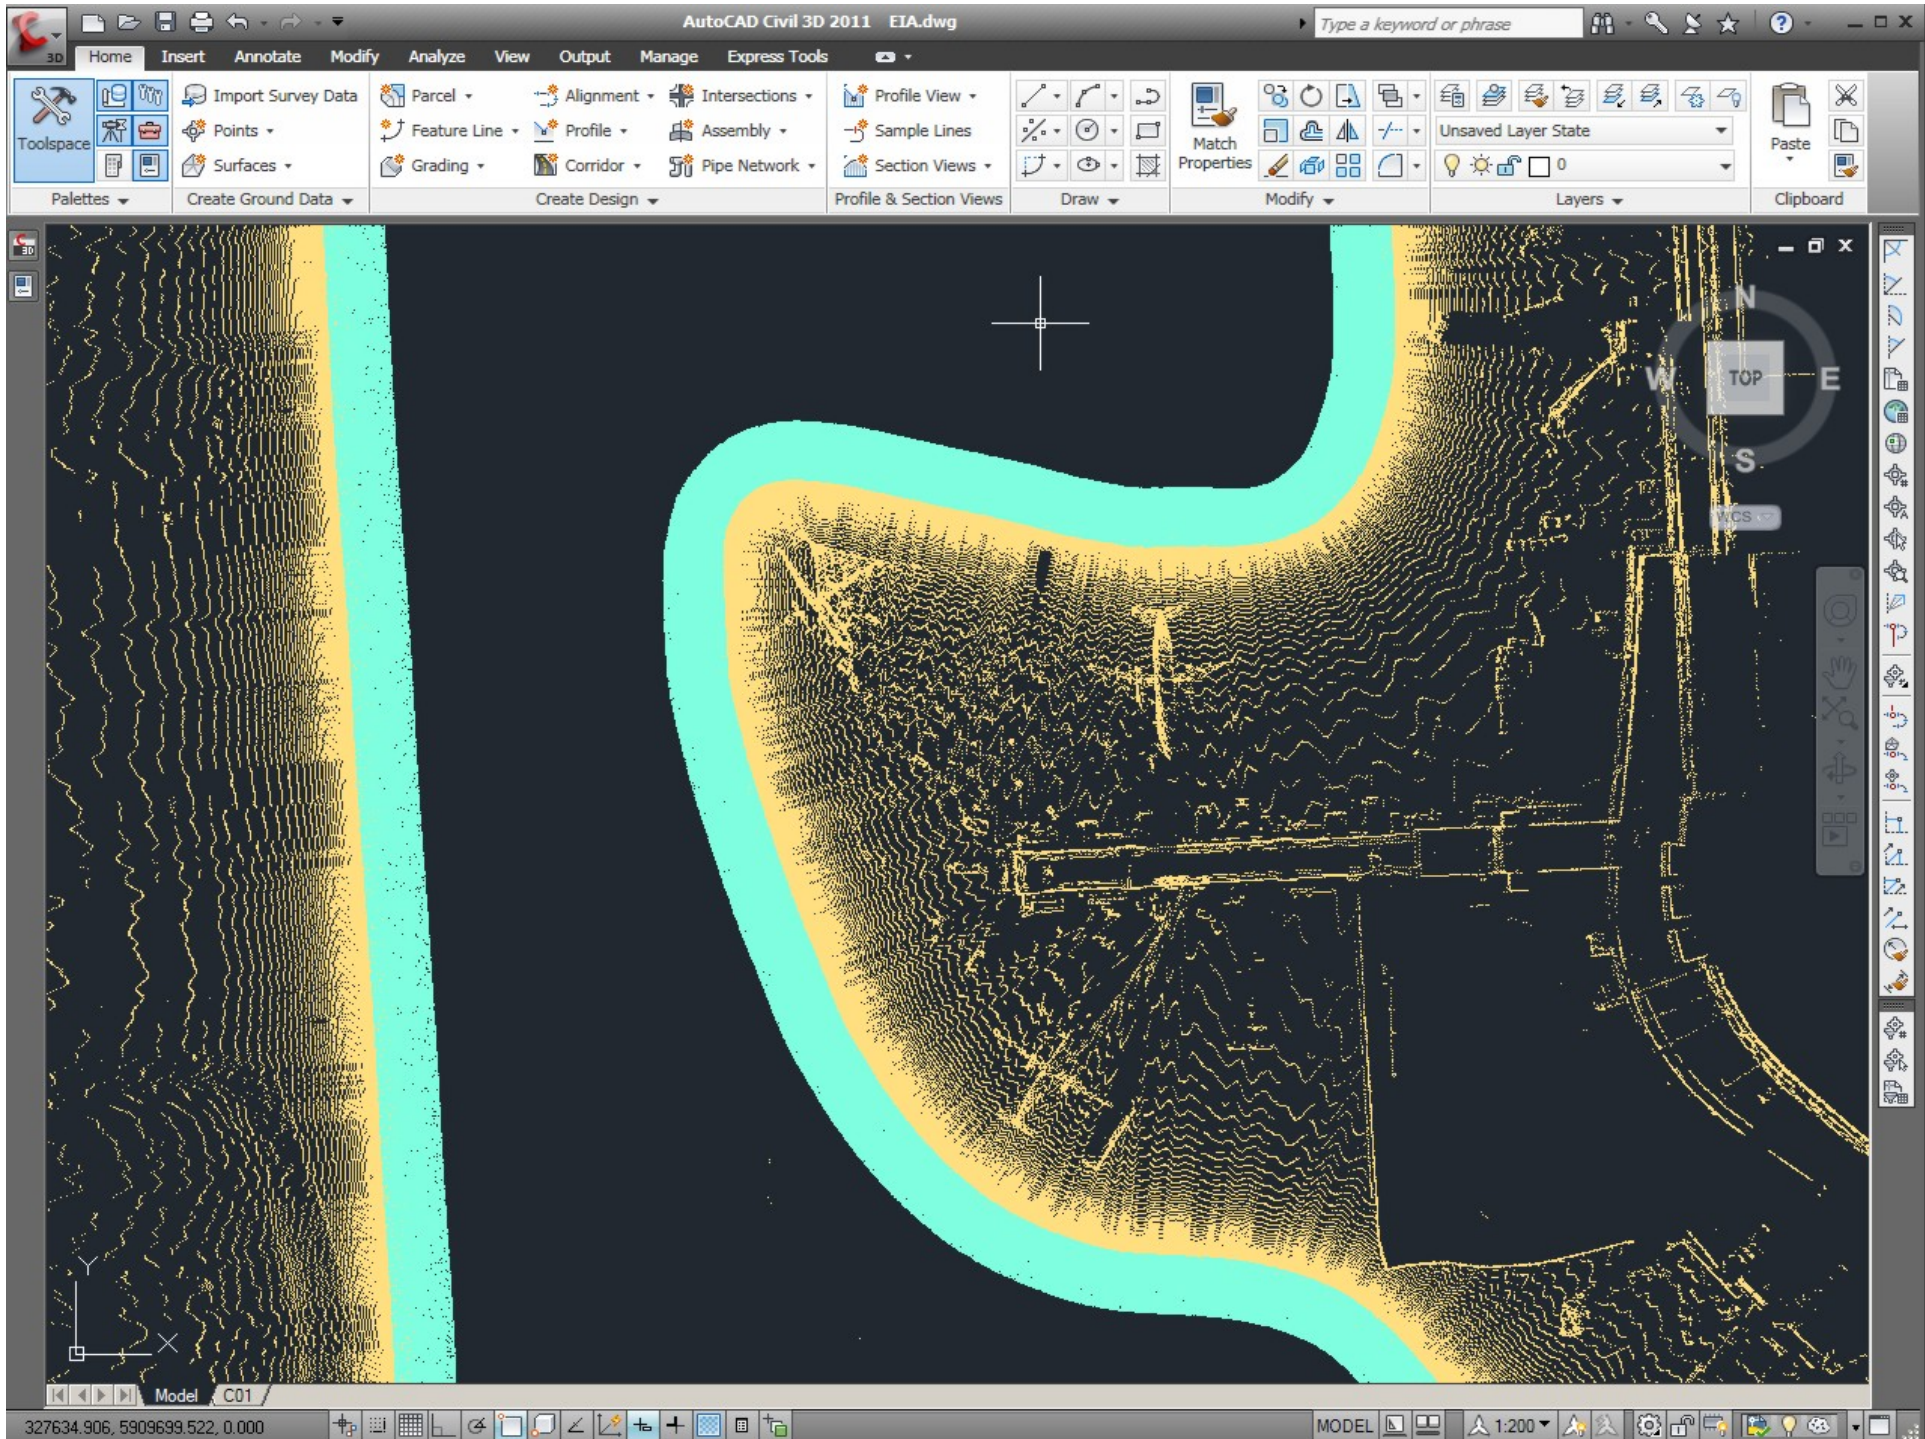 AutoCAD Civil 3D 2011 EIA.dwg
Type a keyword or phrase
3D
Home Insert Annotate Modify Analyze View Output Manage Express Tools
Toolspace
Import Survey Data
Points
Surfaces
Parcel
Feature Line
Grading
Alignment
Profile
Corridor
Intersections
Assembly
Pipe Network
Profile View
Sample Lines
Section Views
Match
Properties
Unsaved Layer State
0
Paste
Palettes
Create Ground Data
Create Design
Profile & Section Views
Draw
Modify
Layers
Clipboard
3D
N
W
TOP
E
S
WCS
Y
X
Model C01
327634.906, 5909699.522, 0.000
MODEL
1:200